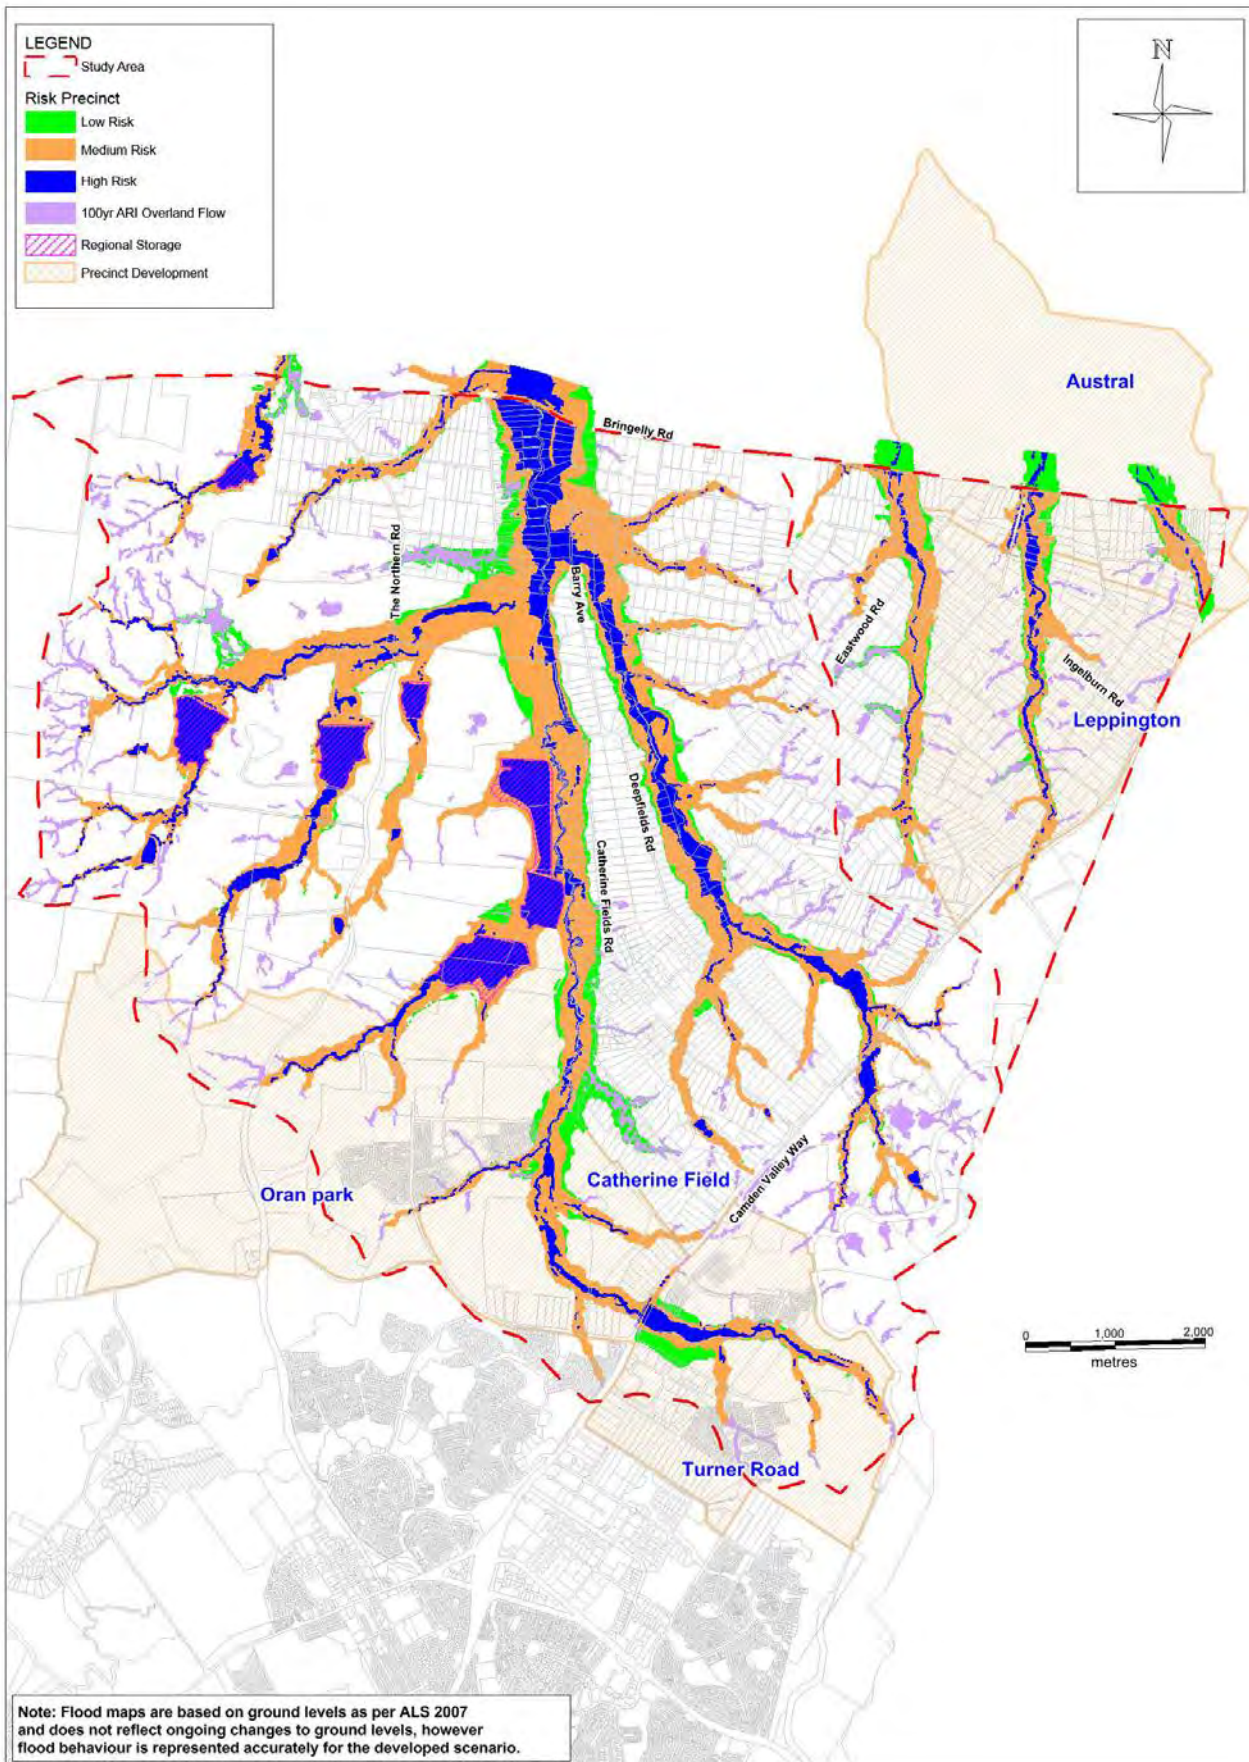 LEGEND
Study Area
Risk Precinct
Low Risk
Medium Risk
High Risk
100yr ARI Overland Flow
Regional Storage
Precinct Development
N
Austral
Bringelly Rd
The Northern Rd
Barry Ave
Eastwood Rd
Ingelburn Rd
Leppington
Deepfields Rd
Catherine Fields Rd
Camden Valley Way
Catherine Field
Oran park
0 1,000 2,000
metres
Turner Road
Note: Flood maps are based on ground levels as per ALS 2007
and does not reflect ongoing changes to ground levels, however
flood behaviour is represented accurately for the developed scenario.